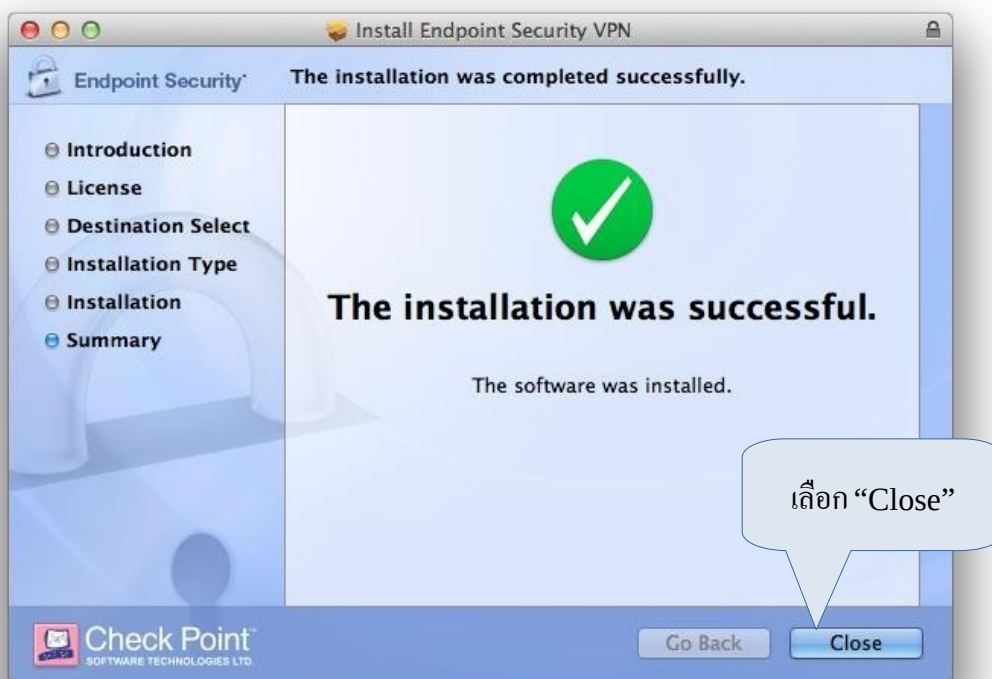 Install Endpoint Security VPN
Endpoint Security
The installation was completed successfully.
Introduction
License
Destination Select
Installation Type
Installation
Summary
The installation was successful.
The software was installed.
เลือก “Close”
Check Point™
SOFTWARE TECHNOLOGIES LTD.
Go Back
Close